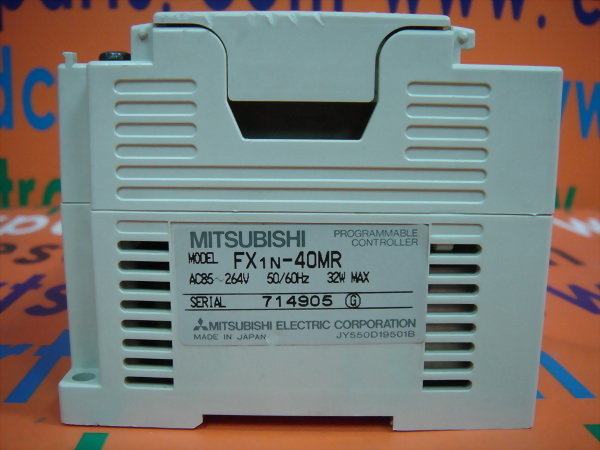 MITSUBISHI
PROGRAMMABLE
CONTROLLER
MODEL FX1N-40MR
AC85~264V 50/60Hz 32W MAX
SERIAL 714905 G
MITSUBISHI ELECTRIC CORPORATION
MADE IN JAPAN JY550D19501B